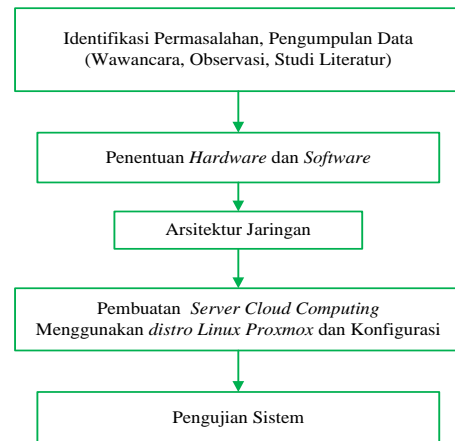 Identifikasi Permasalahan, Pengumpulan Data
(Wawancara, Observasi, Studi Literatur)
Penentuan Hardware dan Software
Arsitektur Jaringan
Pembuatan Server Cloud Computing
Menggunakan distro Linux Proxmox dan Konfigurasi
Pengujian Sistem